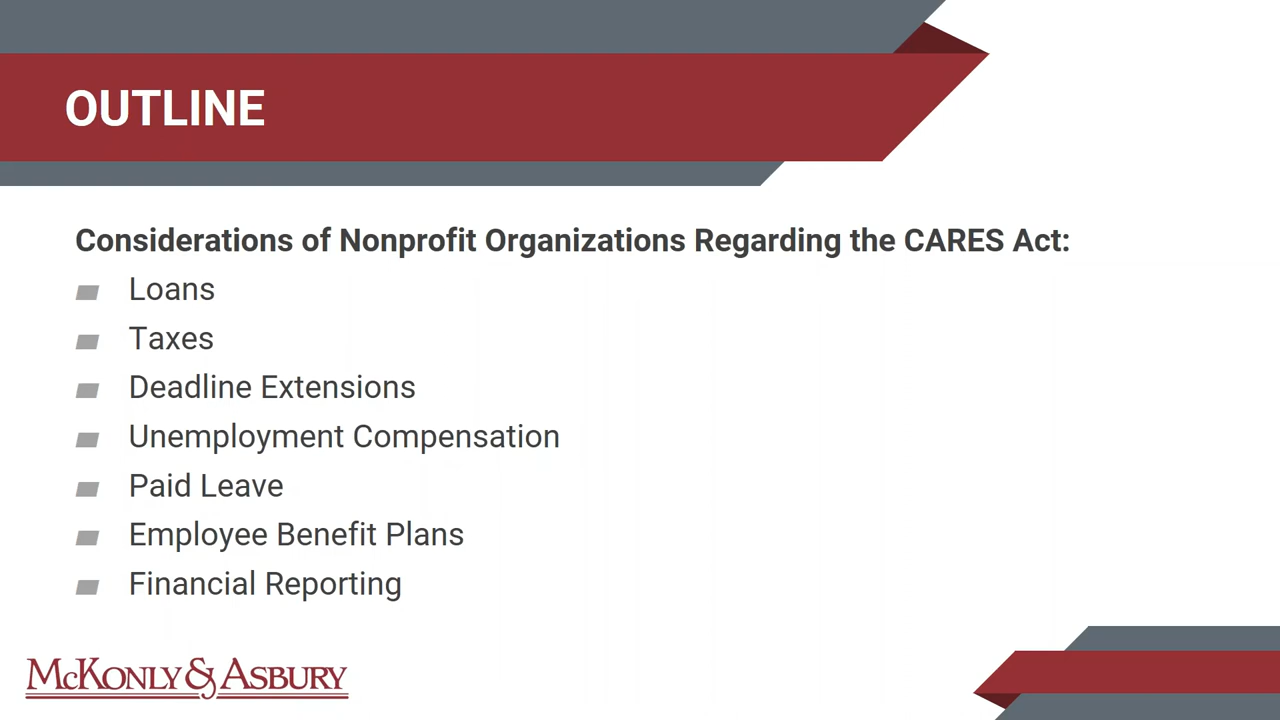 OUTLINE
Considerations of Nonprofit Organizations Regarding the CARES Act:
Loans
Taxes
Deadline Extensions
Unemployment Compensation
Paid Leave
Employee Benefit Plans
Financial Reporting
McKonly & Asbury